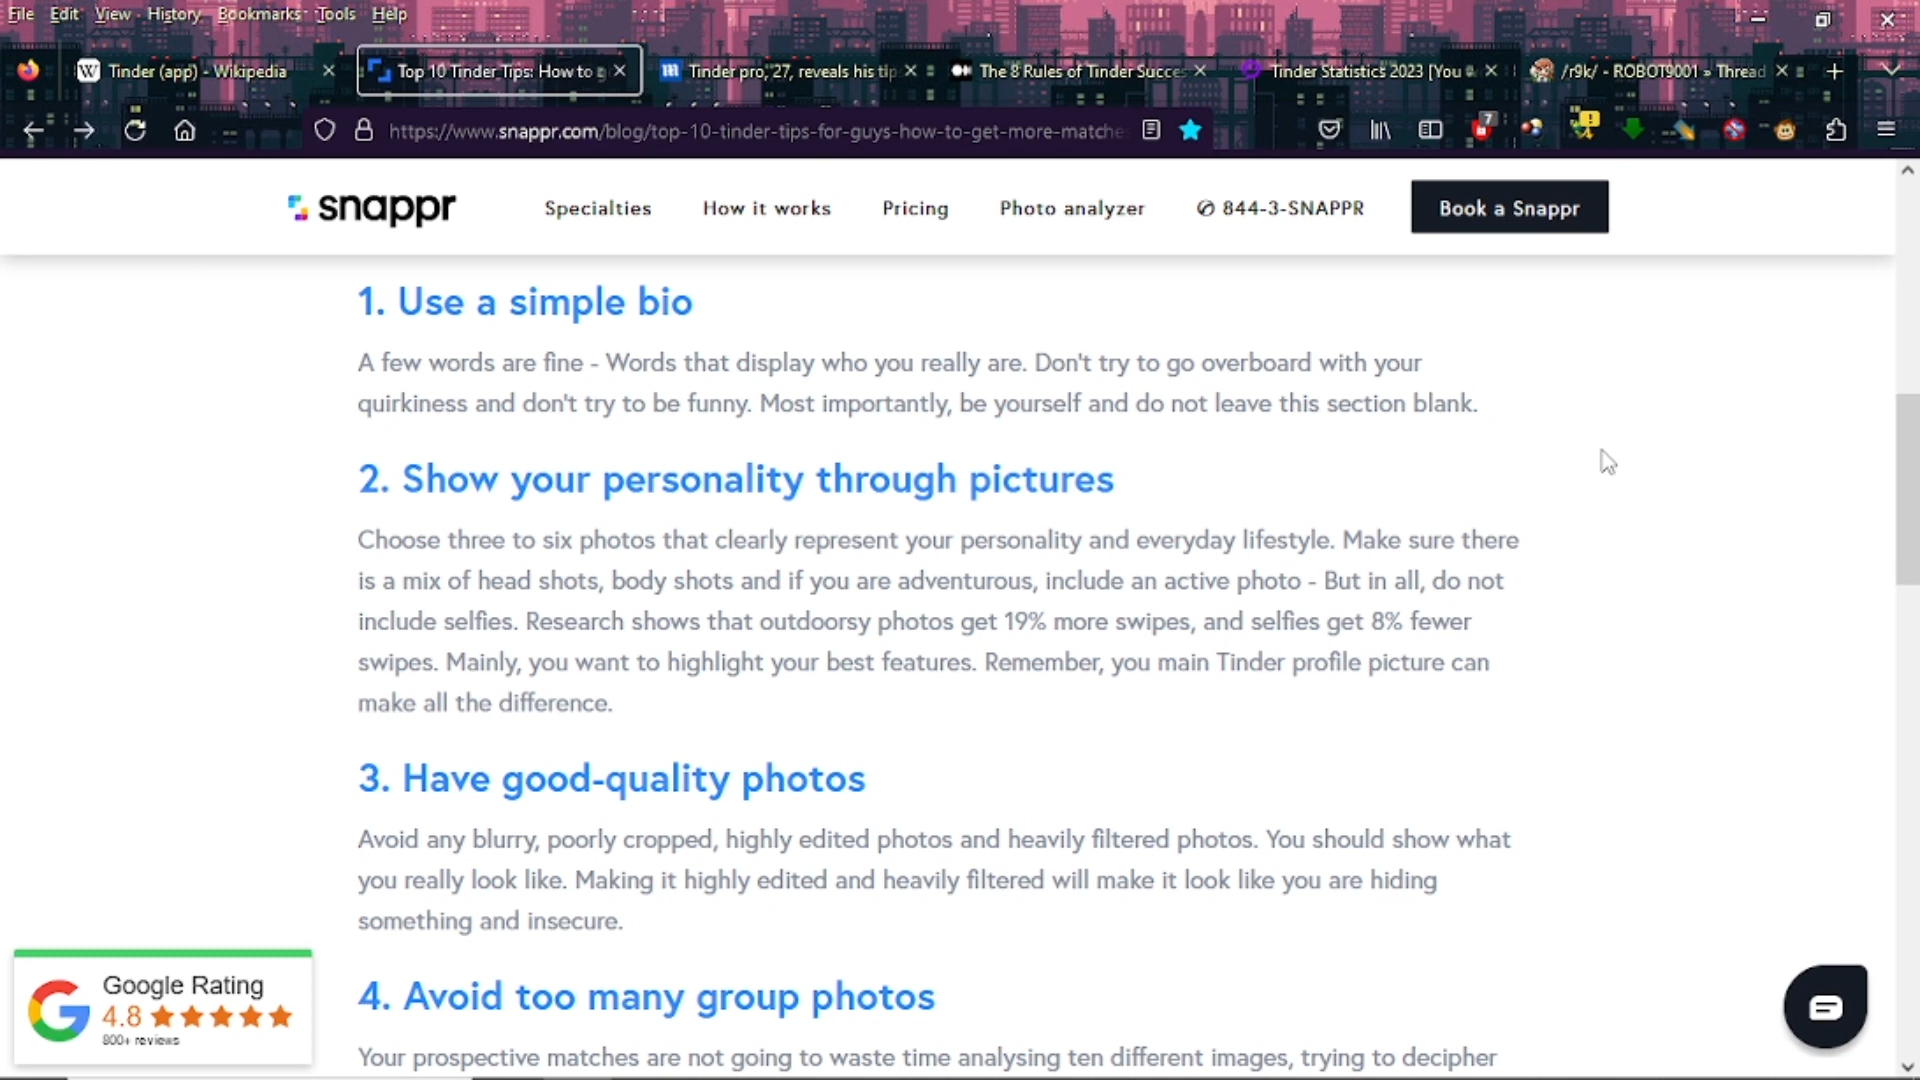 File Edit View History Bookmarks Tools Help
Tinder (app) - Wikipedia
Top 10 Tinder Tips: How to g
Tinder pro, 27, reveals his tip
The 8 Rules of Tinder Succes
Tinder Statistics 2023 [You
/r9k/ - ROBOT9001 » Thread
https://www.snappr.com/blog/top-10-tinder-tips-for-guys-how-to-get-more-matche
7
snappr
Specialties
How it works
Pricing
Photo analyzer
844-3-SNAPPR
Book a Snappr
1. Use a simple bio
A few words are fine - Words that display who you really are. Don't try to go overboard with your
quirkiness and don't try to be funny. Most importantly, be yourself and do not leave this section blank.
2. Show your personality through pictures
Choose three to six photos that clearly represent your personality and everyday lifestyle. Make sure there
is a mix of head shots, body shots and if you are adventurous, include an active photo - But in all, do not
include selfies. Research shows that outdoorsy photos get 19% more swipes, and selfies get 8% fewer
swipes. Mainly, you want to highlight your best features. Remember, you main Tinder profile picture can
make all the difference.
3. Have good-quality photos
Avoid any blurry, poorly cropped, highly edited photos and heavily filtered photos. You should show what
you really look like. Making it highly edited and heavily filtered will make it look like you are hiding
something and insecure.
4. Avoid too many group photos
Your prospective matches are not going to waste time analysing ten different images, trying to decipher
Google Rating
4.8
800+ reviews